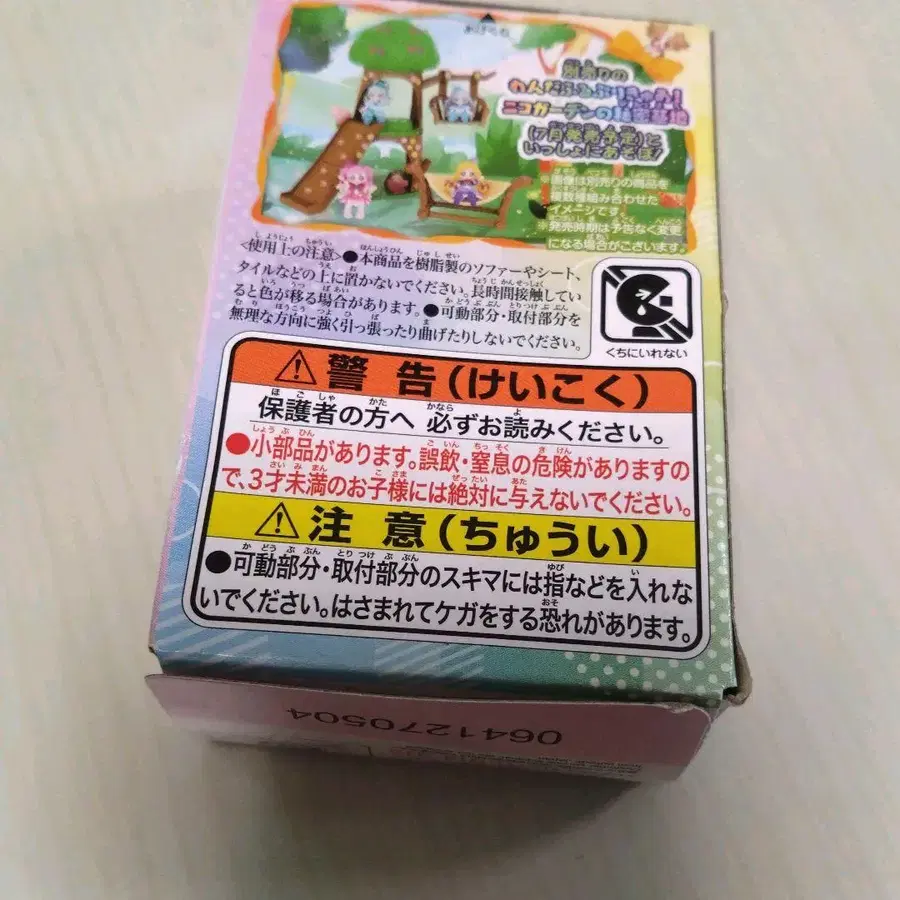 別売りの
わんだふるぷりきゅあ!
ニコガーデンの秘密基地
(7月発売予定)と
いっしょにあそぼ!
※画像は別売りの商品を
複数種組み合わせた
イメージです。
※発売時期は予告なく変更
になる場合がございます。
<使用上の注意>●本商品を樹脂製のソファーやシート、
タイルなどの上に置かないでください。長時間接触してい
ると色が移る場合があります。●可動部分・取付部分を
無理な方向に強く引っ張ったり曲げたりしないでください。
くちにいれない
警告(けいこく)
保護者の方へ 必ずお読みください。
●小部品があります。誤飲・窒息の危険がありますの
で、3才未満のお子様には絶対に与えないでください。
注意(ちゅうい)
●可動部分・取付部分のスキマには指などを入れな
いでください。はさまれてケガをする恐れがあります。
0641270504